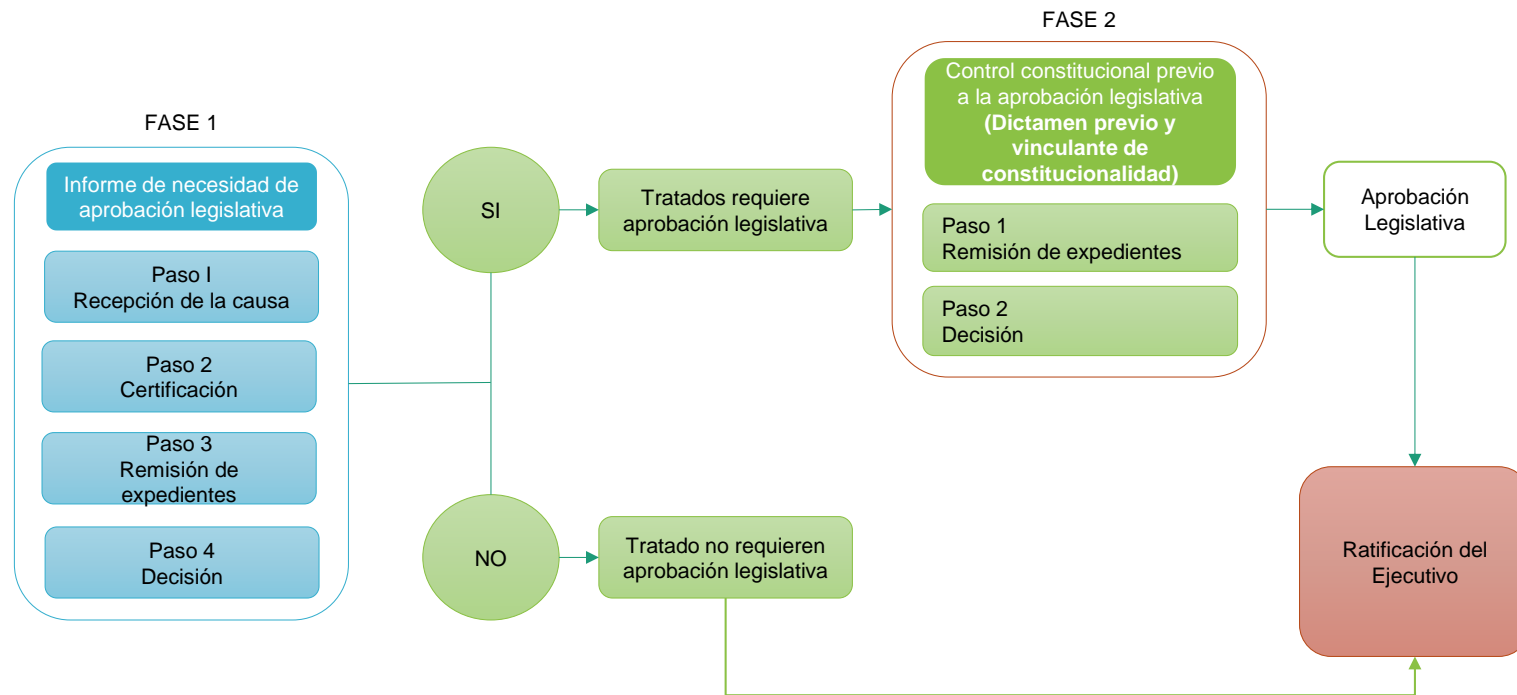 FASE 1
Informe de necesidad de
aprobación legislativa
Paso I
Recepción de la causa
Paso 2
Certificación
Paso 3
Remisión de
expedientes
Paso 4
Decisión
SI
Tratados requiere
aprobación legislativa
NO
Tratado no requieren
aprobación legislativa
FASE 2
Control constitucional previo
a la aprobación legislativa
(Dictamen previo y
vinculante de
constitucionalidad)
Paso 1
Remisión de expedientes
Paso 2
Decisión
Aprobación
Legislativa
Ratificación del
Ejecutivo